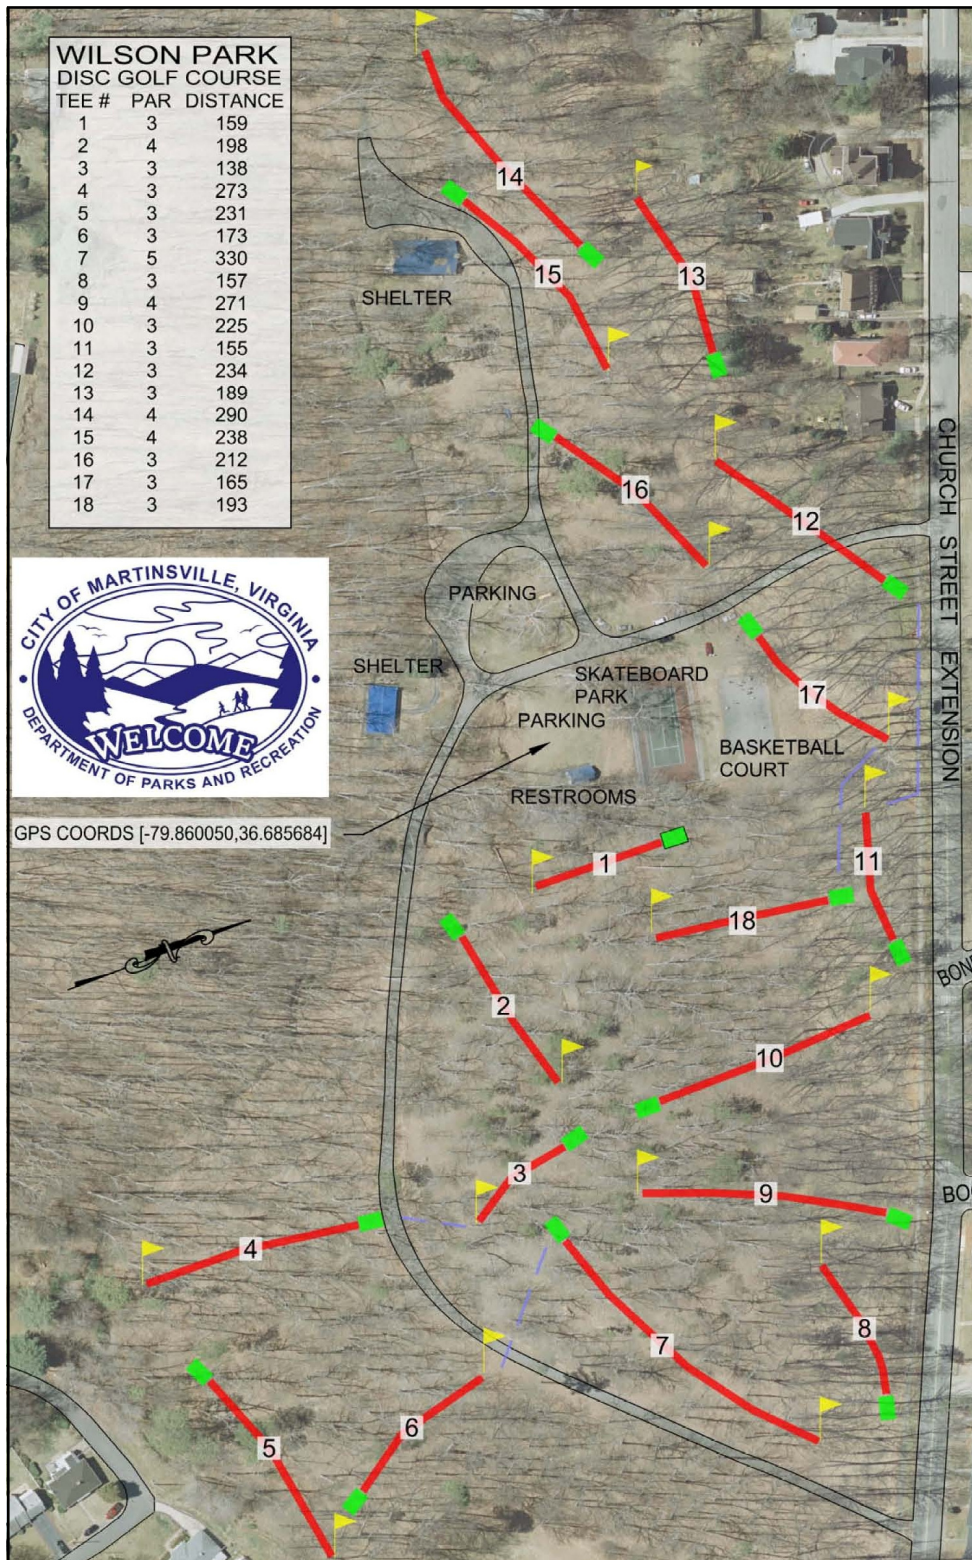 WILSON PARK
DISC GOLF COURSE
TEE # PAR DISTANCE
1 3 159
2 4 198
3 3 138
4 3 273
5 3 231
6 3 173
7 5 330
8 3 157
9 4 271
10 3 225
11 3 155
12 3 234
13 3 189
14 4 290
15 4 238
16 3 212
17 3 165
18 3 193
14
13
15
SHELTER
16
12
CHURCH STREET EXTENSION
CITY OF MARTINSVILLE, VIRGINIA
WELCOME
DEPARTMENT OF PARKS AND RECREATION
PARKING
SHELTER
SKATEBOARD
PARK
PARKING
17
BASKETBALL
COURT
RESTROOMS
GPS COORDS [-79.860050,36.685684]
1
11
18
N
BON
2
10
3
9
BO
4
8
7
6
5